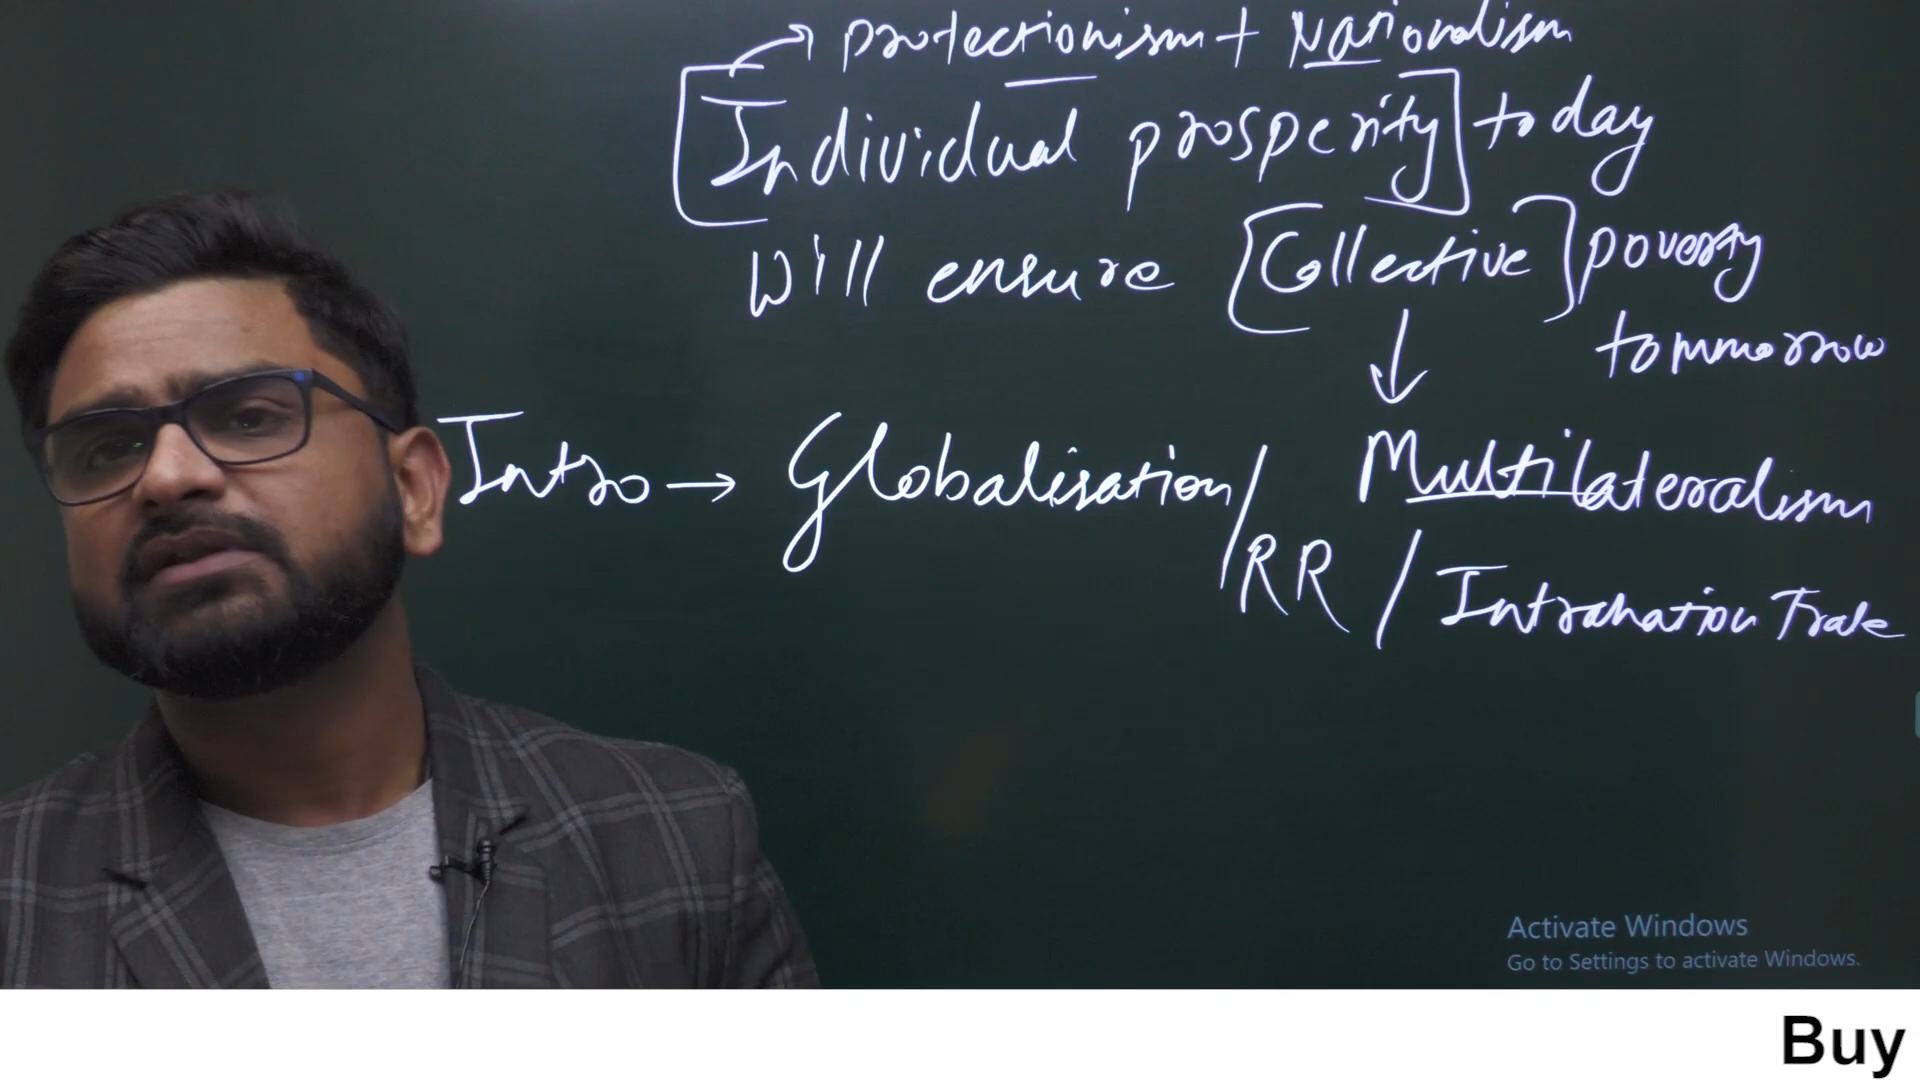 protectionism + Nationalism
[Individual prosperity] today
Will ensure [Collective] poverty
tommorrow
Intro → Globalisation / Multilateralism
RR / Intranation Trade
Activate Windows
Go to Settings to activate Windows.
Buy